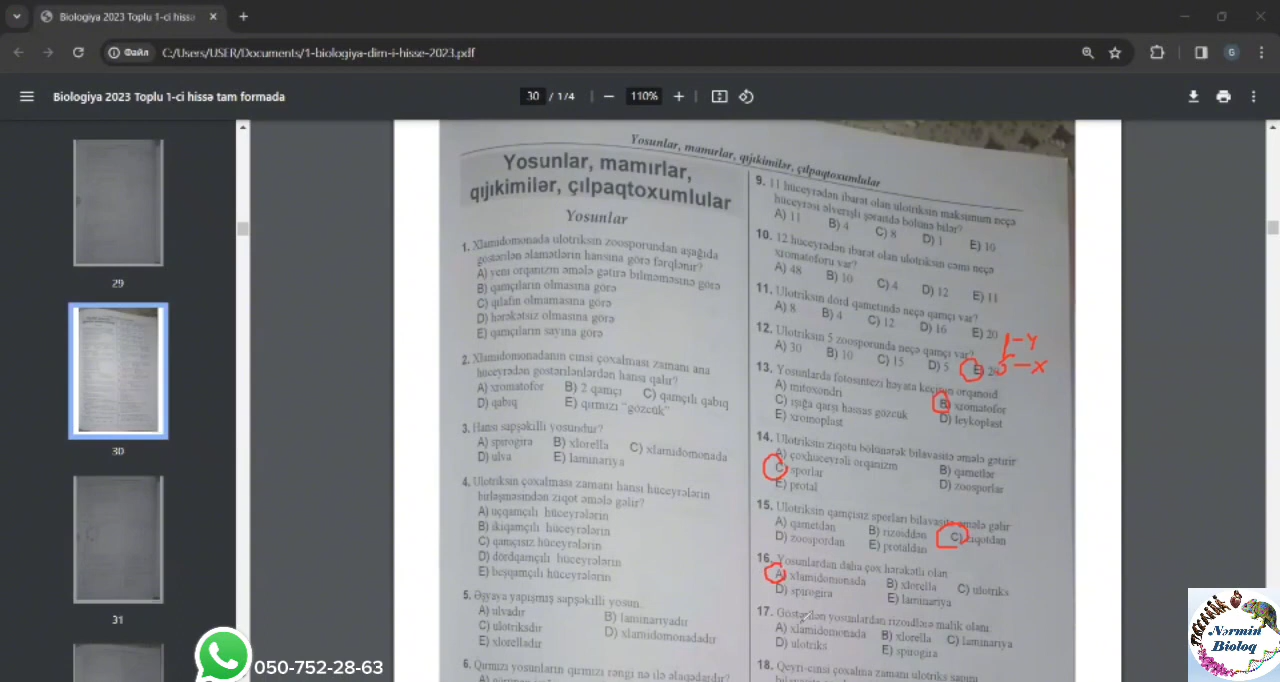 Biologiya 2023 Toplu 1-ci hissə
Файл
C:/Users/USER/Documents/1-biologiya-dim-i-hisse-2023.pdf
G
Biologiya 2023 Toplu 1-ci hissə tam formada
30 / 174
110%
29
30
31
Yosunlar, mamırlar, qıjıkimilər, çılpaqtoxumlular
Yosunlar, mamırlar,
qıjıkimilər, çılpaqtoxumlular
Yosunlar
1. Xlamidomonada ulotriksin zoosporundan aşağıda
göstərilən əlamətlərin hansına görə fərqlənir?
A) yeni orqanizm əmələ gətirə bilməməsinə görə
B) qamçıların olmasına görə
C) qılafın olmamasına görə
D) hərəkətsiz olmasına görə
E) qamçıların sayına görə
2. Xlamidomonadanın cinsi çoxalması zamanı ana
hüceyrədən göstərilənlərdən hansı qalır?
A) xromatofor B) 2 qamçı C) qamçılı qabıq
D) qabıq E) qırmızı "gözcük"
3. Hansı sapşəkilli yosundur?
A) spirogira B) xlorella C) xlamidomonada
D) ulva E) laminariya
4. Ulotriksin çoxalması zamanı hansı hüceyrələrin
birləşməsindən ziqot əmələ gəlir?
A) üçqamçılı hüceyrələrin
B) ikiqamçılı hüceyrələrin
C) qamçısız hüceyrələrin
D) dördqamçılı hüceyrələrin
E) beşqamçılı hüceyrələrin
5. Əşyaya yapışmış sapşəkilli yosun.
A) ulvadır B) laminariyadır
C) ulotriksdir D) xlamidomonadadır
E) xlorelladır
6. Qırmızı yosunların qırmızı rəngi nə ilə əlaqədardır?
9. 11 hüceyrədən ibarət olan ulotriksin maksimum neçə
hüceyrəsi əlverişli şəraitdə bölünə bilər?
A) 11 B) 4 C) 8 D) 1 E) 10
10. 12 hüceyrədən ibarət olan ulotriksin cəmi neçə
xromatoforu var?
A) 48 B) 10 C) 4 D) 12 E) 11
11. Ulotriksin dörd qametində neçə qamçı var?
A) 8 B) 4 C) 12 D) 16 E) 20
12. Ulotriksin 5 zoosporunda neçə qamçı var?
A) 30 B) 10 C) 15 D) 5 E) 20
1-4
5-x
13. Yosunlarda fotosintezi həyata keçirən orqanoid
A) mitoxondri B) xromatofor
C) işığa qarşı həssas gözcük D) leykoplast
E) xromoplast
14. Ulotriksin ziqotu bölünərək bilavasitə əmələ gətirir
A) çoxhüceyrəli orqanizm B) qametlər
C) sporlar D) zoosporlar
E) protal
15. Ulotriksin qamçısız sporları bilavasitə əmələ gəlir
A) qametdən B) rizoiddən C) ziqotdan
D) zoospordan E) protaldan
16. Yosunlardan daha çox hərəkətli olan
A) xlamidomonada B) xlorella C) ulotriks
D) spirogira E) laminariya
17. Göstərilən yosunlardan rizoidlərə malik olanı
A) xlamidomonada B) xlorella C) laminariya
D) ulotriks E) spirogira
18. Qeyri-cinsi çoxalma zamanı ulotriks sapının
050-752-28-63
Nərmin
Bioloq